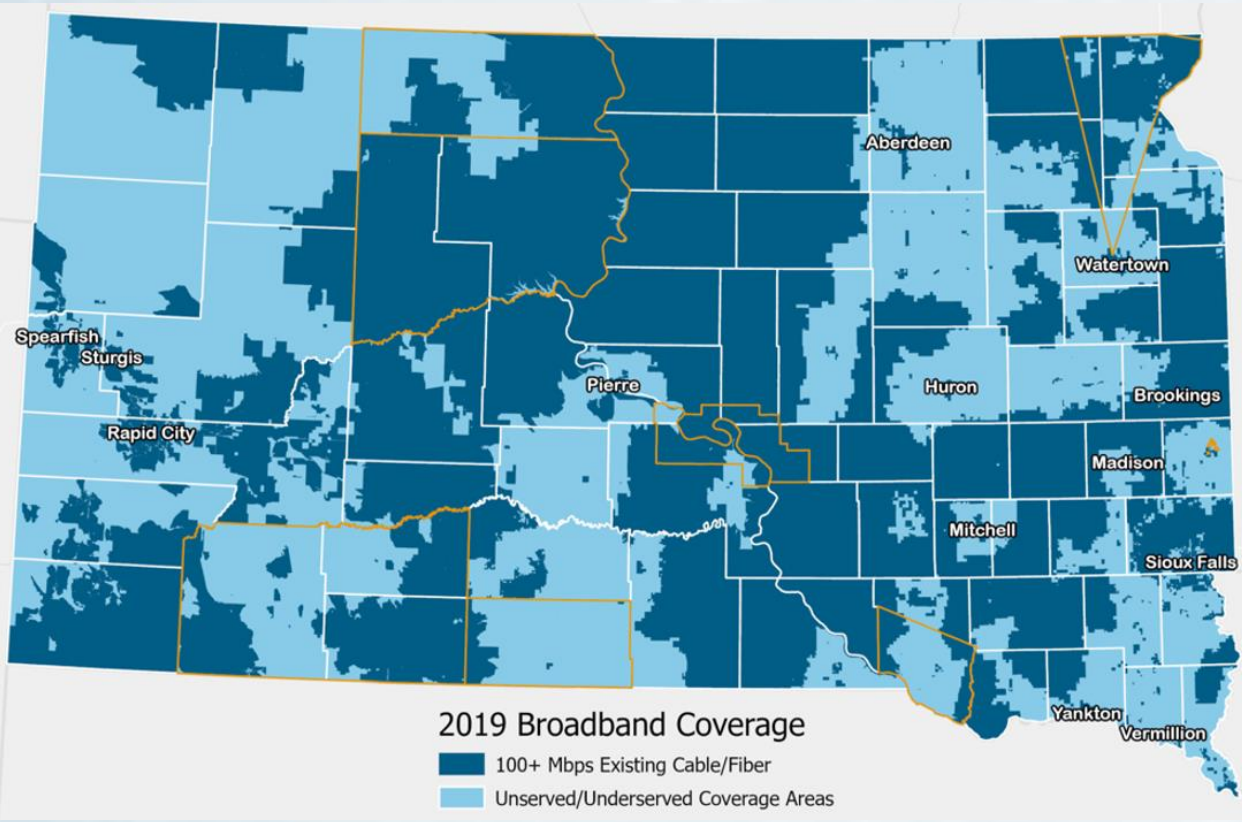 Aberdeen
Watertown
Spearfish
Sturgis
Pierre
Huron
Brookings
Rapid City
Madison
Mitchell
Sioux Falls
Yankton
Vermillion
2019 Broadband Coverage
100+ Mbps Existing Cable/Fiber
Unserved/Underserved Coverage Areas